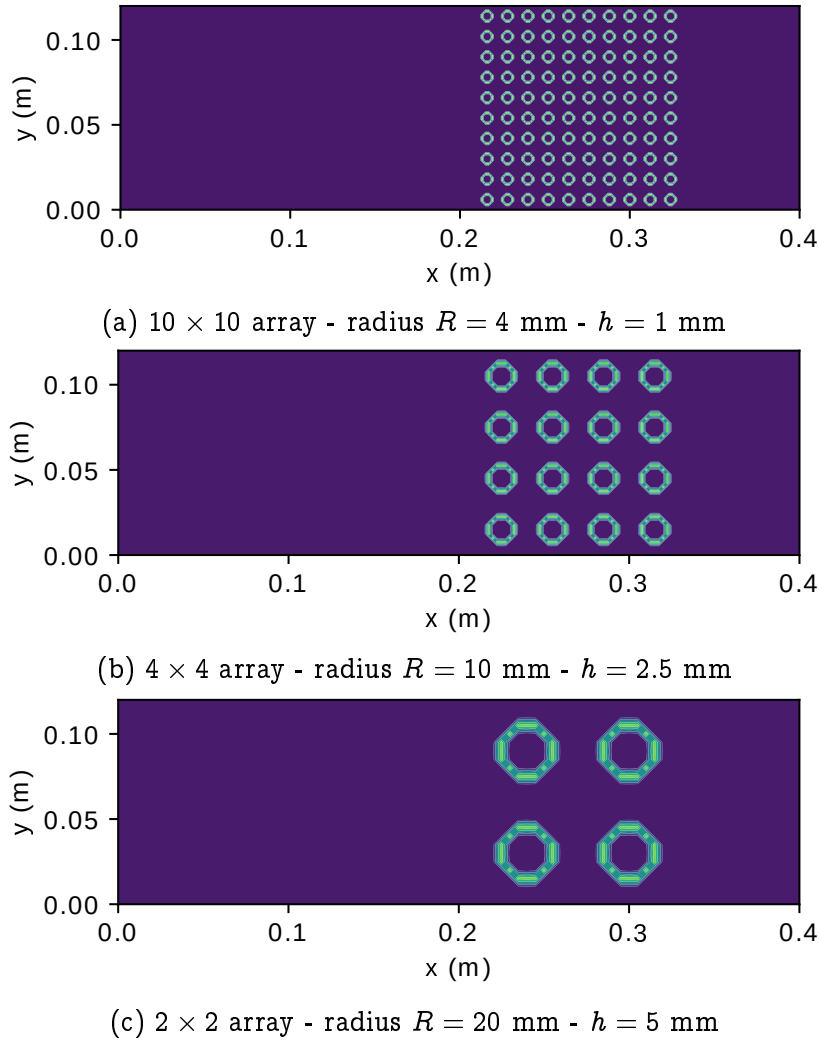 0.10
0.05
0.00
y (m)
0.0 0.1 0.2 0.3 0.4
x (m)
(a) 10 × 10 array - radius R = 4 mm - h = 1 mm
0.10
0.05
0.00
y (m)
0.0 0.1 0.2 0.3 0.4
x (m)
(b) 4 × 4 array - radius R = 10 mm - h = 2.5 mm
0.10
0.05
0.00
y (m)
0.0 0.1 0.2 0.3 0.4
x (m)
(c) 2 × 2 array - radius R = 20 mm - h = 5 mm